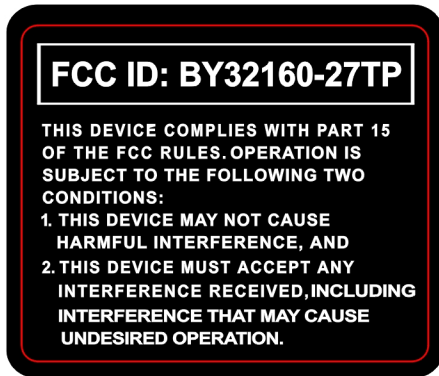 FCC ID: BY32160-27TP
THIS DEVICE COMPLIES WITH PART 15
OF THE FCC RULES. OPERATION IS
SUBJECT TO THE FOLLOWING TWO
CONDITIONS:
1. THIS DEVICE MAY NOT CAUSE
HARMFUL INTERFERENCE, AND
2. THIS DEVICE MUST ACCEPT ANY
INTERFERENCE RECEIVED, INCLUDING
INTERFERENCE THAT MAY CAUSE
UNDESIRED OPERATION.